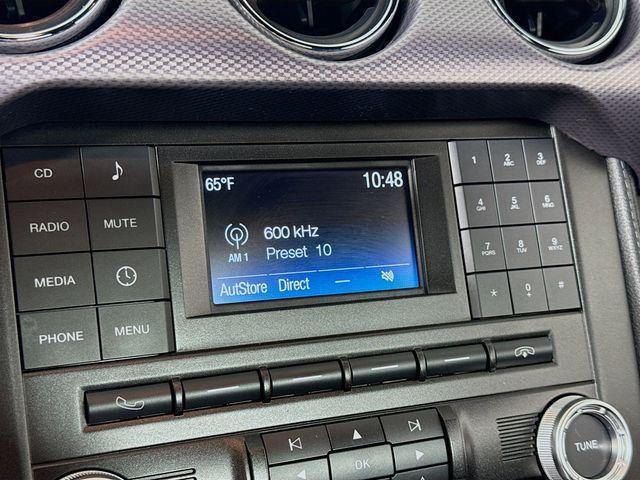 CD
RADIO MUTE
MEDIA
PHONE MENU
65°F 10:48
600 kHz
AM 1 Preset 10
AutoStore Direct —
1 2 ABC 3 DEF
4 GHI 5 JKL 6 MNO
7 PQRS 8 TUV 9 WXYZ
* 0 + #
OK
TUNE